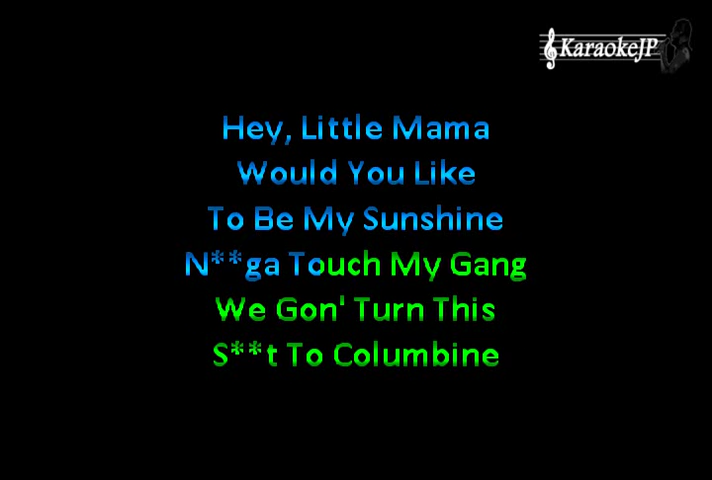 KaraokeJP
Hey, Little Mama
Would You Like
To Be My Sunshine
N**ga Touch My Gang
We Gon' Turn This
S**t To Columbine